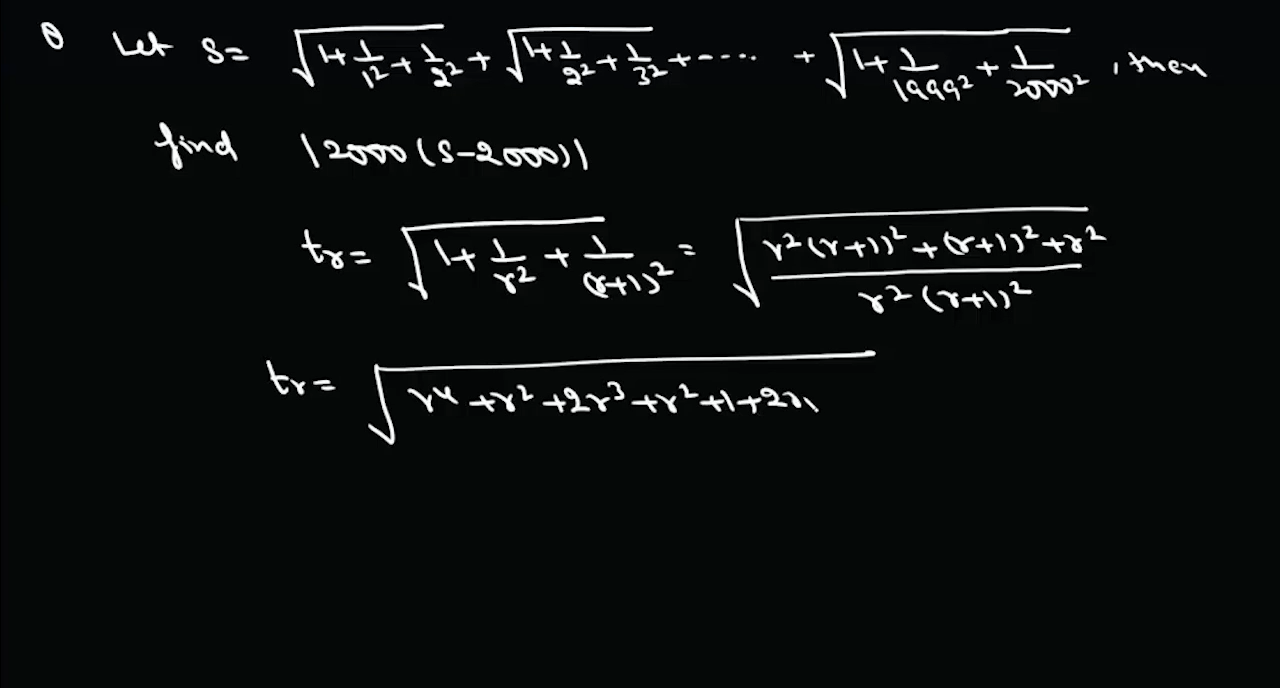 Q Let S = √(1+1/1²+1/2²) + √(1+1/2²+1/3²) + ---- + √(1+1/1999²+1/2000²) , then
find |2000(S-2000)|
tr = √(1+1/r²+1/(r+1)²) = √((r²(r+1)²+(r+1)²+r²)/(r²(r+1)²))
tr = √(r⁴+r²+2r³+r²+1+2r